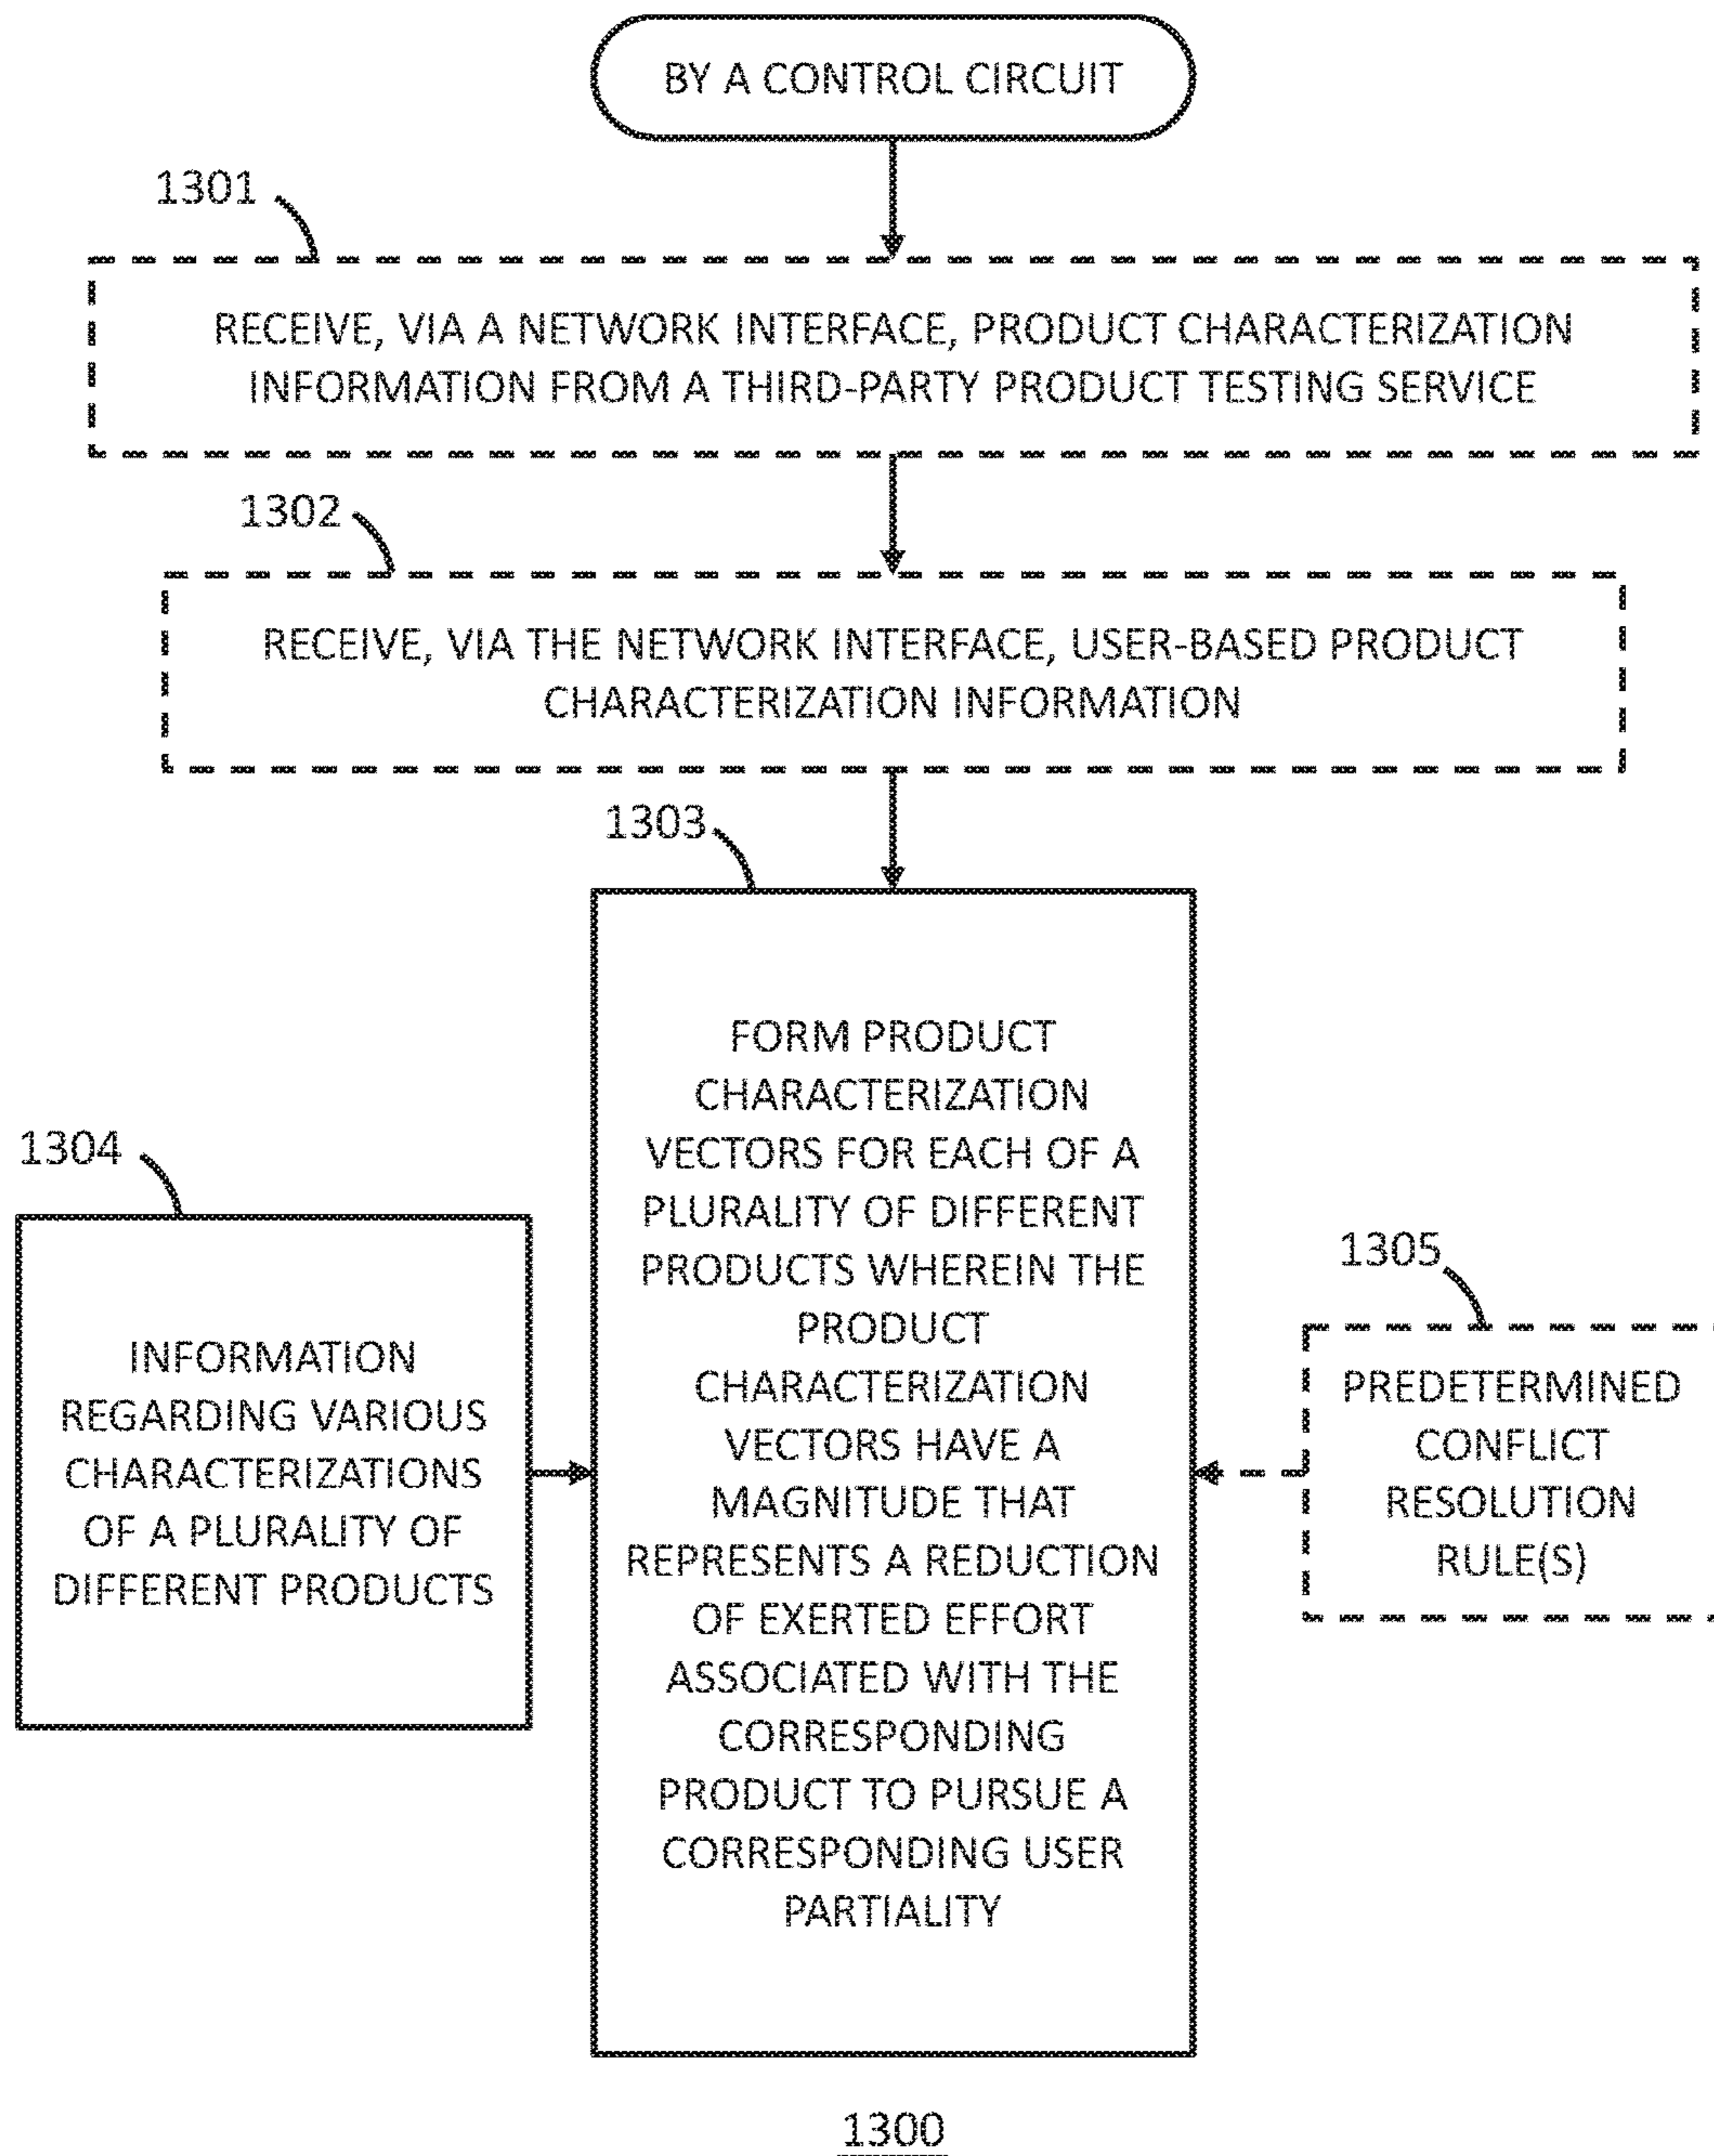 BY A CONTROL CIRCUIT
1301
RECEIVE, VIA A NETWORK INTERFACE, PRODUCT CHARACTERIZATION
INFORMATION FROM A THIRD-PARTY PRODUCT TESTING SERVICE
1302
RECEIVE, VIA THE NETWORK INTERFACE, USER-BASED PRODUCT
CHARACTERIZATION INFORMATION
1303
FORM PRODUCT
CHARACTERIZATION
VECTORS FOR EACH OF A
PLURALITY OF DIFFERENT
PRODUCTS WHEREIN THE
PRODUCT
CHARACTERIZATION
VECTORS HAVE A
MAGNITUDE THAT
REPRESENTS A REDUCTION
OF EXERTED EFFORT
ASSOCIATED WITH THE
CORRESPONDING
PRODUCT TO PURSUE A
CORRESPONDING USER
PARTIALITY
1304
INFORMATION
REGARDING VARIOUS
CHARACTERIZATIONS
OF A PLURALITY OF
DIFFERENT PRODUCTS
1305
PREDETERMINED
CONFLICT
RESOLUTION
RULE(S)
1300